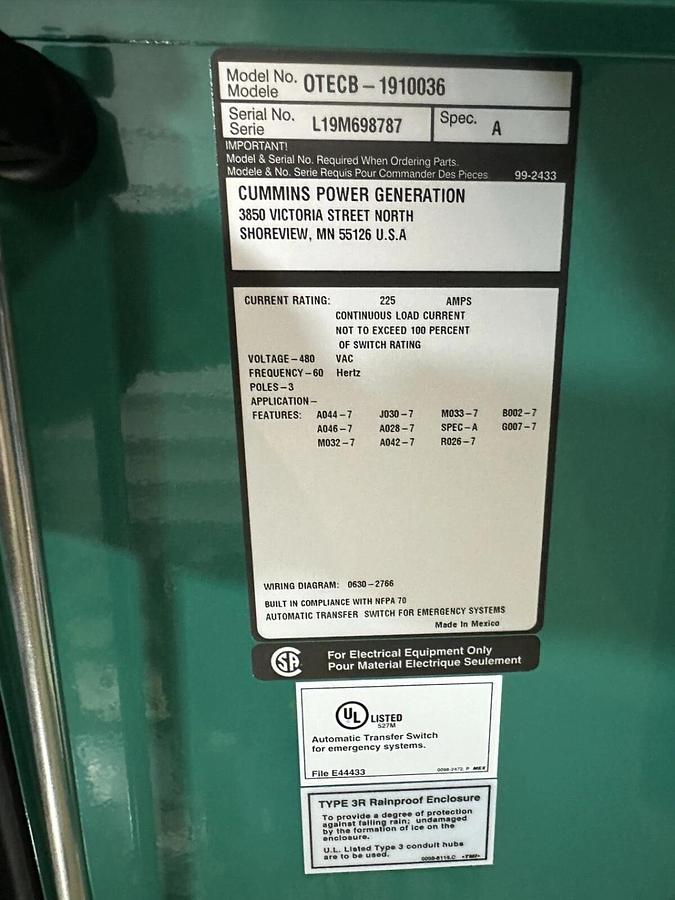 Model No. OTECB-1910036
Modele
Serial No. L19M698787 Spec. A
Serie
IMPORTANT!
Model & Serial No. Required When Ordering Parts.
Modele & No. Serie Requis Pour Commander Des Pieces 99-2433
CUMMINS POWER GENERATION
3850 VICTORIA STREET NORTH
SHOREVIEW, MN 55126 U.S.A
CURRENT RATING: 225 AMPS
CONTINUOUS LOAD CURRENT
NOT TO EXCEED 100 PERCENT
OF SWITCH RATING
VOLTAGE-480 VAC
FREQUENCY-60 Hertz
POLES-3
APPLICATION-
FEATURES: A044-7 J030-7 M033-7 B002-7
A046-7 A028-7 SPEC-A G007-7
M032-7 A042-7 R026-7
WIRING DIAGRAM: 0630-2766
BUILT IN COMPLIANCE WITH NFPA 70
AUTOMATIC TRANSFER SWITCH FOR EMERGENCY SYSTEMS
Made In Mexico
SA For Electrical Equipment Only
Pour Material Electrique Seulement
UL LISTED
527M
Automatic Transfer Switch
for emergency systems.
File E44433 0098-2472 P MEX
TYPE 3R Rainproof Enclosure
To provide a degree of protection
against falling rain; undamaged
by the formation of ice on the
enclosure.
U.L. Listed Type 3 conduit hubs
are to be used. 0098-8116,C -TMI-